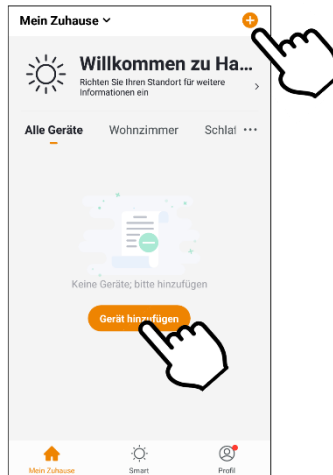 Mein Zuhause
Willkommen zu Ha...
Richten Sie Ihren Standort für weitere
Informationen ein
Alle Geräte Wohnzimmer Schlaf ...
Keine Geräte; bitte hinzufügen
Gerät hinzufügen
Mein Zuhause Smart Profil